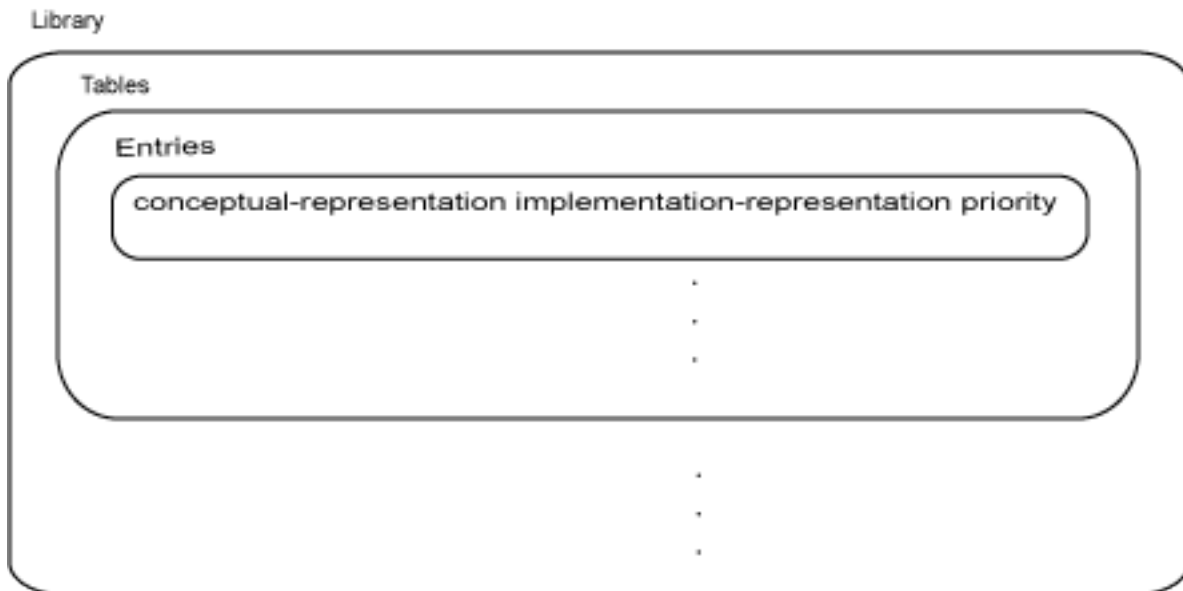 Library
Tables
Entries
conceptual-representation implementation-representation priority
.
.
.
.
.
.